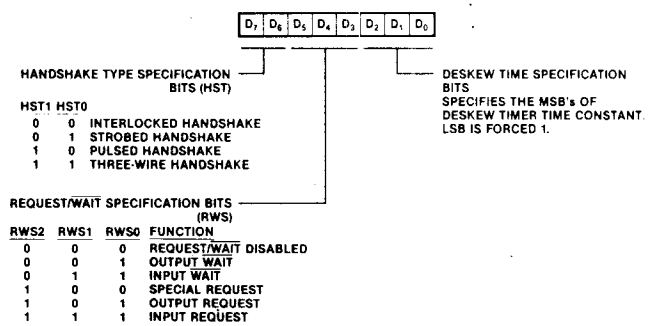 D7 D6 D5 D4 D3 D2 D1 D0
HANDSHAKE TYPE SPECIFICATION
BITS (HST)
HST1 HST0
0 0 INTERLOCKED HANDSHAKE
0 1 STROBED HANDSHAKE
1 0 PULSED HANDSHAKE
1 1 THREE-WIRE HANDSHAKE
DESKEW TIME SPECIFICATION
BITS
SPECIFIES THE MSB's OF
DESKEW TIMER TIME CONSTANT.
LSB IS FORCED 1.
REQUEST/WAIT SPECIFICATION BITS
(RWS)
RWS2 RWS1 RWS0 FUNCTION
0 0 0 REQUEST/WAIT DISABLED
0 0 1 OUTPUT WAIT
0 1 1 INPUT WAIT
1 0 0 SPECIAL REQUEST
1 0 1 OUTPUT REQUEST
1 1 1 INPUT REQUEST